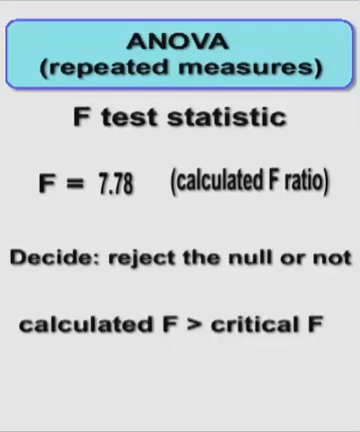 ANOVA
(repeated measures)
F test statistic
F = 7.78 (calculated F ratio)
Decide: reject the null or not
calculated F > critical F